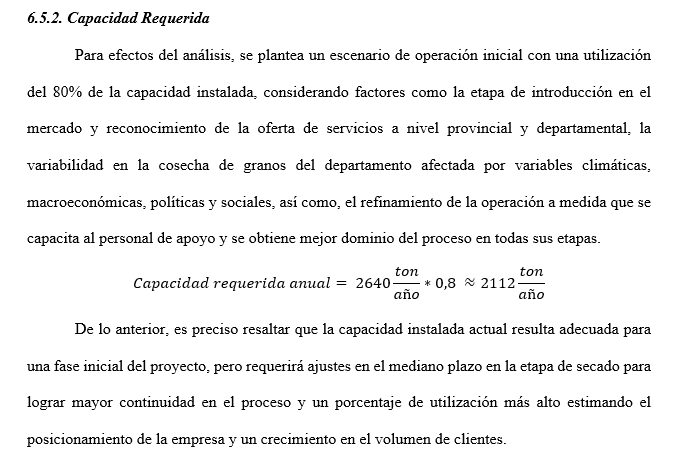 6.5.2. Capacidad Requerida
Para efectos del análisis, se plantea un escenario de operación inicial con una utilización
del 80% de la capacidad instalada, considerando factores como la etapa de introducción en el
mercado y reconocimiento de la oferta de servicios a nivel provincial y departamental, la
variabilidad en la cosecha de granos del departamento afectada por variables climáticas,
macroeconómicas, políticas y sociales, así como, el refinamiento de la operación a medida que se
capacita al personal de apoyo y se obtiene mejor dominio del proceso en todas sus etapas.
Capacidad requerida anual = 2640 ton/año * 0,8 ≈ 2112 ton/año
De lo anterior, es preciso resaltar que la capacidad instalada actual resulta adecuada para
una fase inicial del proyecto, pero requerirá ajustes en el mediano plazo en la etapa de secado para
lograr mayor continuidad en el proceso y un porcentaje de utilización más alto estimando el
posicionamiento de la empresa y un crecimiento en el volumen de clientes.